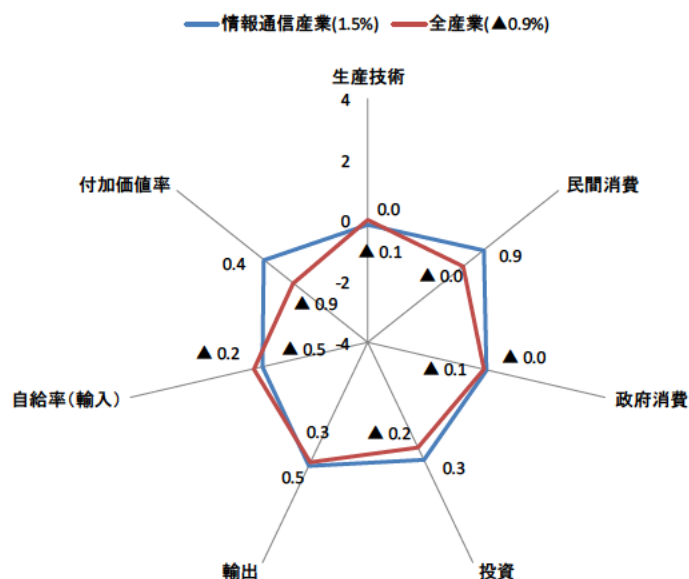 情報通信産業(1.5%) 全産業(▲0.9%)
生産技術
4
付加価値率 2 民間消費
0 0.0
▲ 0.1 0.9
0.4 ▲ 0.0
-2
▲ 0.9
▲ 0.2 ▲ 0.5 -4 ▲ 0.0
▲ 0.1
自給率(輸入) 政府消費
0.3 ▲ 0.2
0.5 0.3
輸出 投資